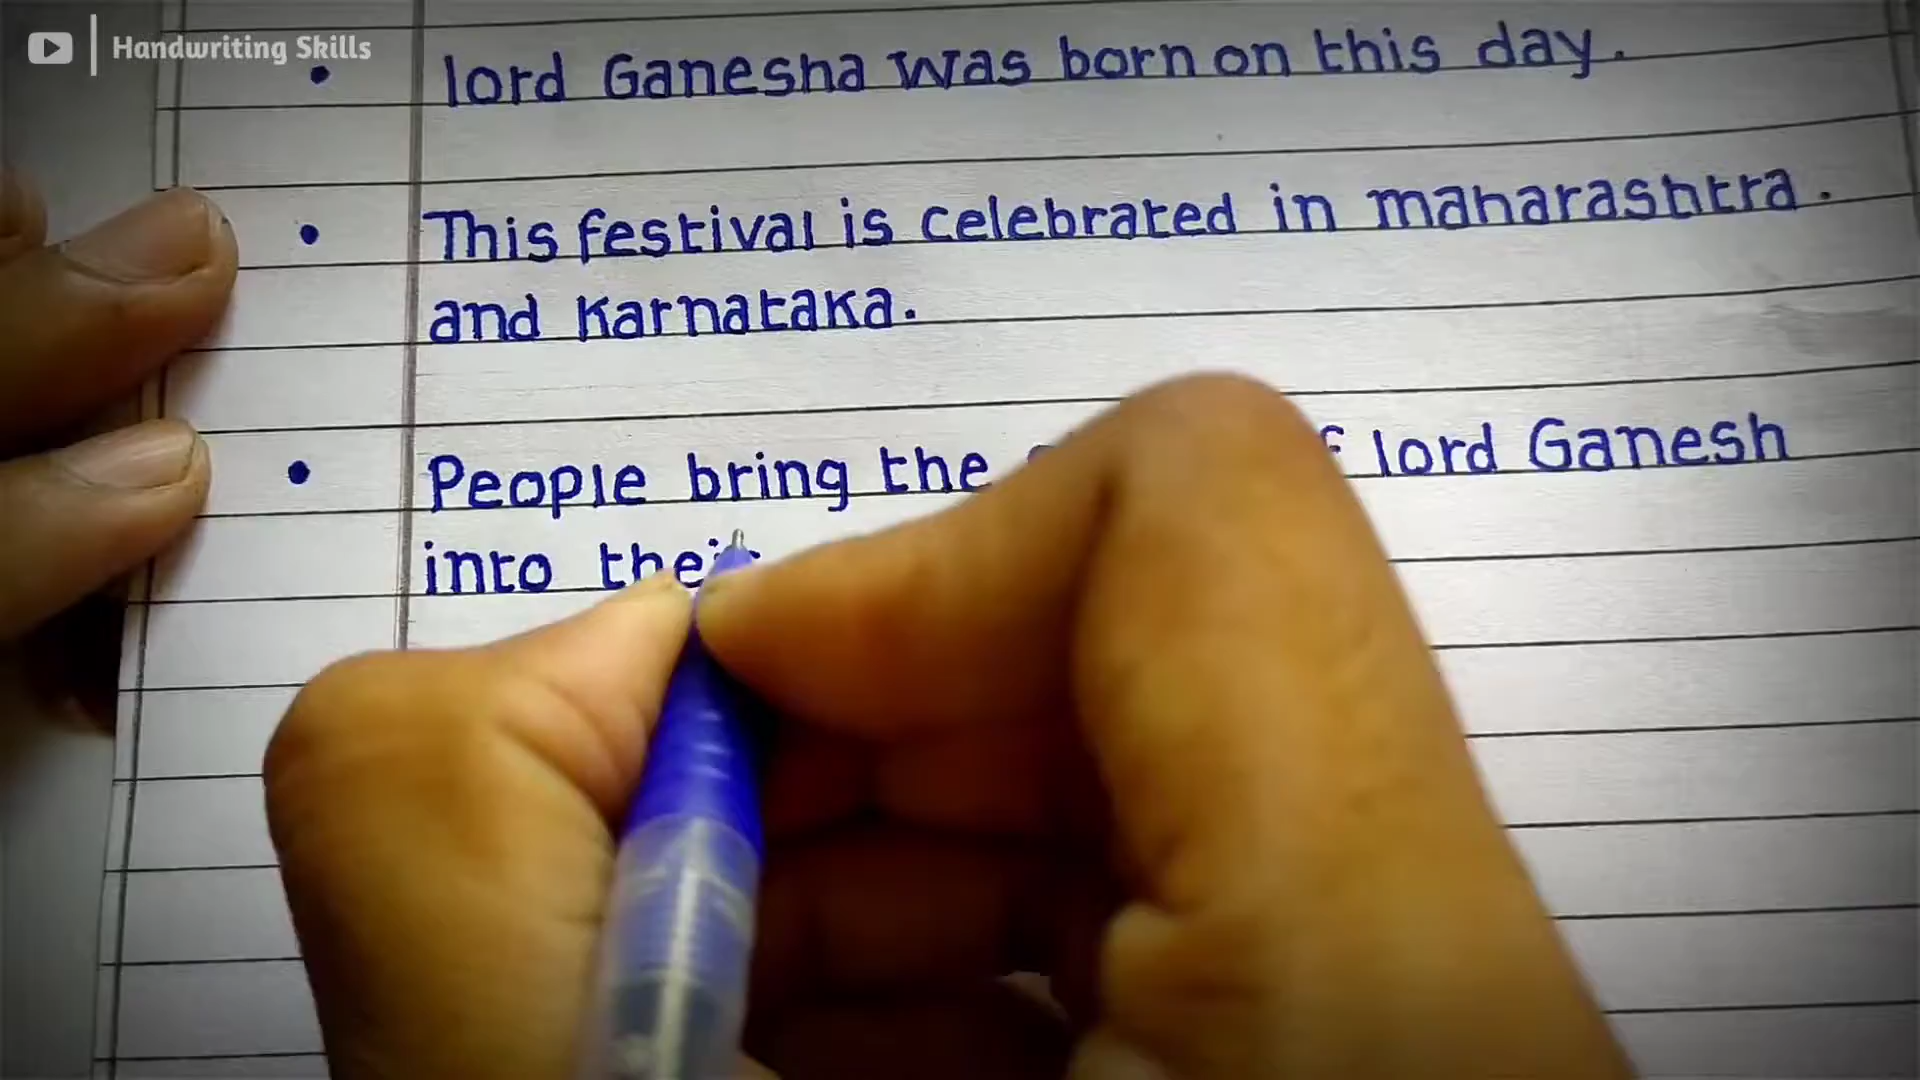 Handwriting Skills
• lord Ganesha was born on this day.
• This festival is celebrated in maharashtra.
and Karnataka.
• People bring the lord Ganesh
into their